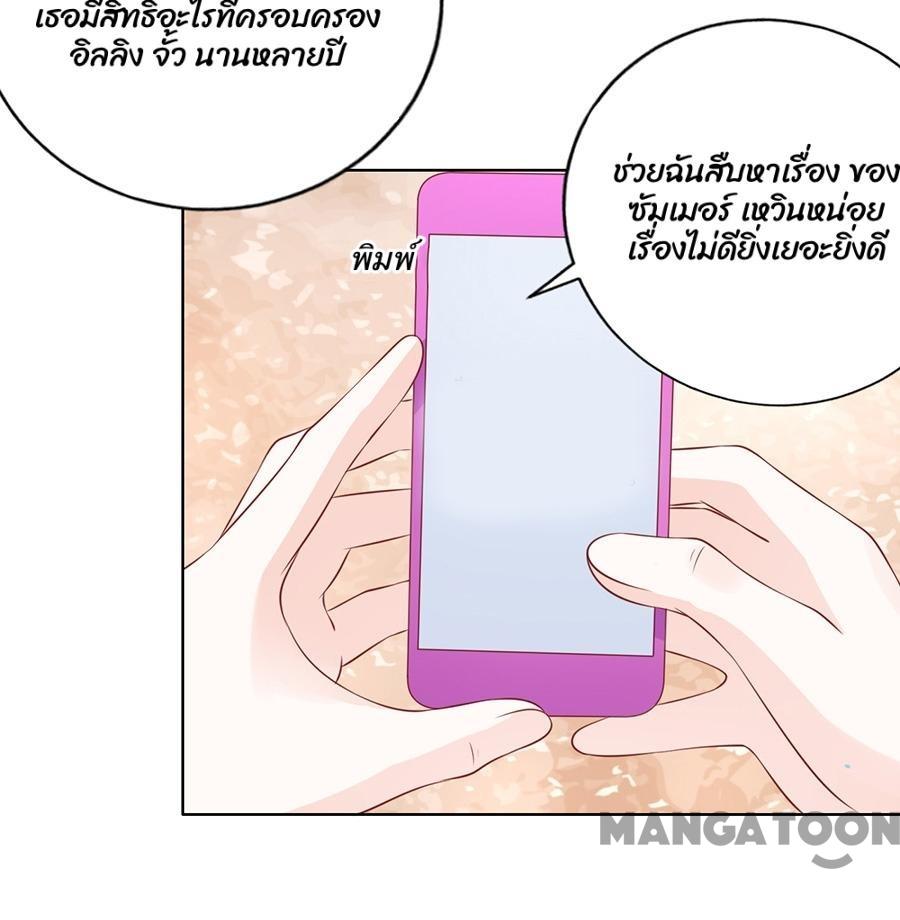 เธอมีสิทธิอะไรที่ครอบครอง
อิลลิง จั้ว นานหลายปี
ช่วยฉันสืบหาเรื่อง ของ
ซัมเมอร์ เหวินหน่อย
เรื่องไม่ดียิ่งเยอะยิ่งดี
พิมพ์
MANGATOON